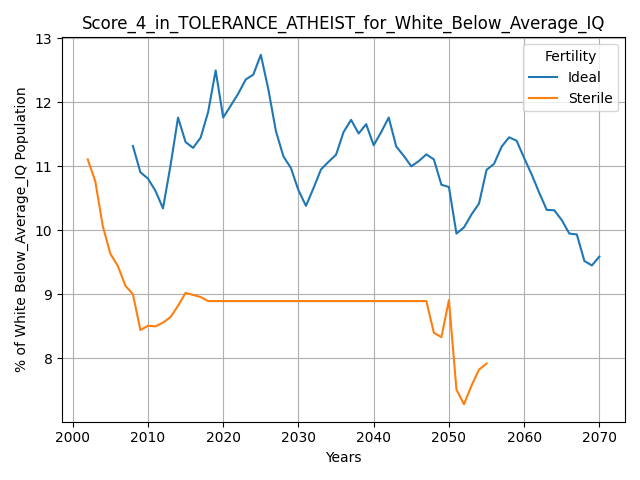 Score_4_in_TOLERANCE_ATHEIST_for_White_Below_Average_IQ
% of White Below_Average_IQ Population
13
12
11
10
9
8
Fertility
Ideal
Sterile
2000 2010 2020 2030 2040 2050 2060 2070
Years